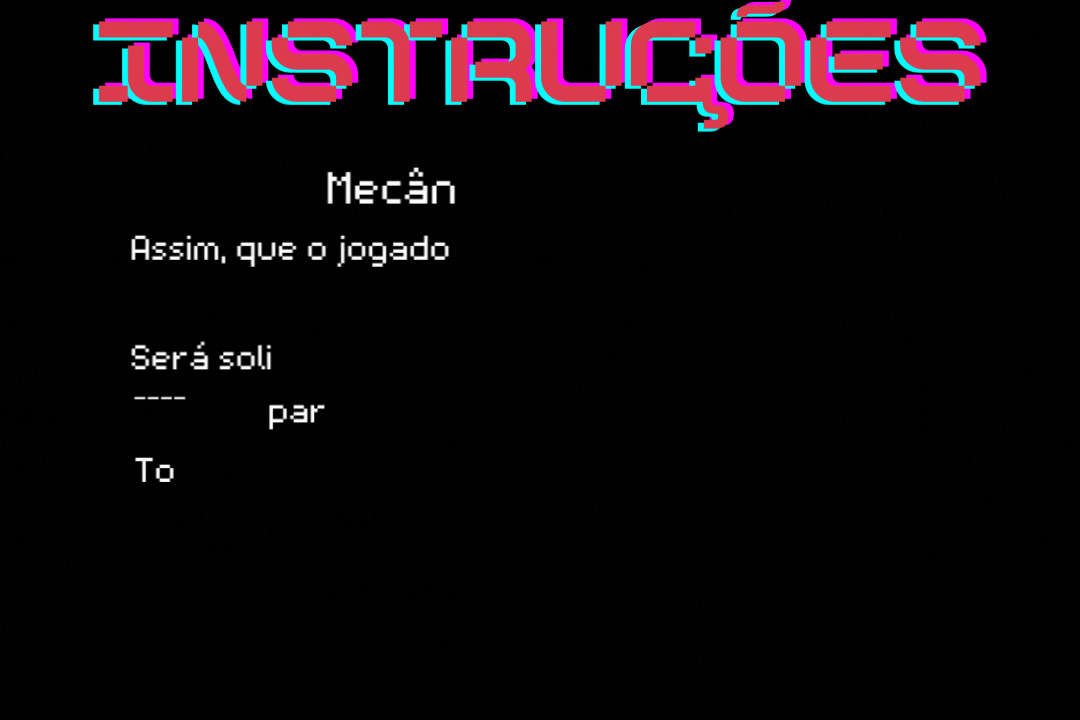 INSTRUÇÕES
Mecân
Assim, que o jogado
Será soli
----
par
To